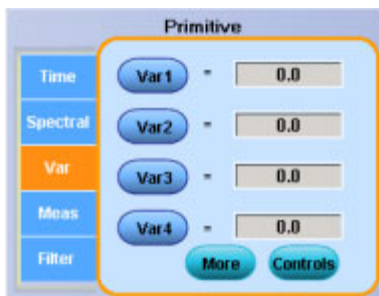 Primitive
Time
Spectral
Var
Meas
Filter
Var1 = 0.0
Var2 = 0.0
Var3 = 0.0
Var4 = 0.0
More Controls